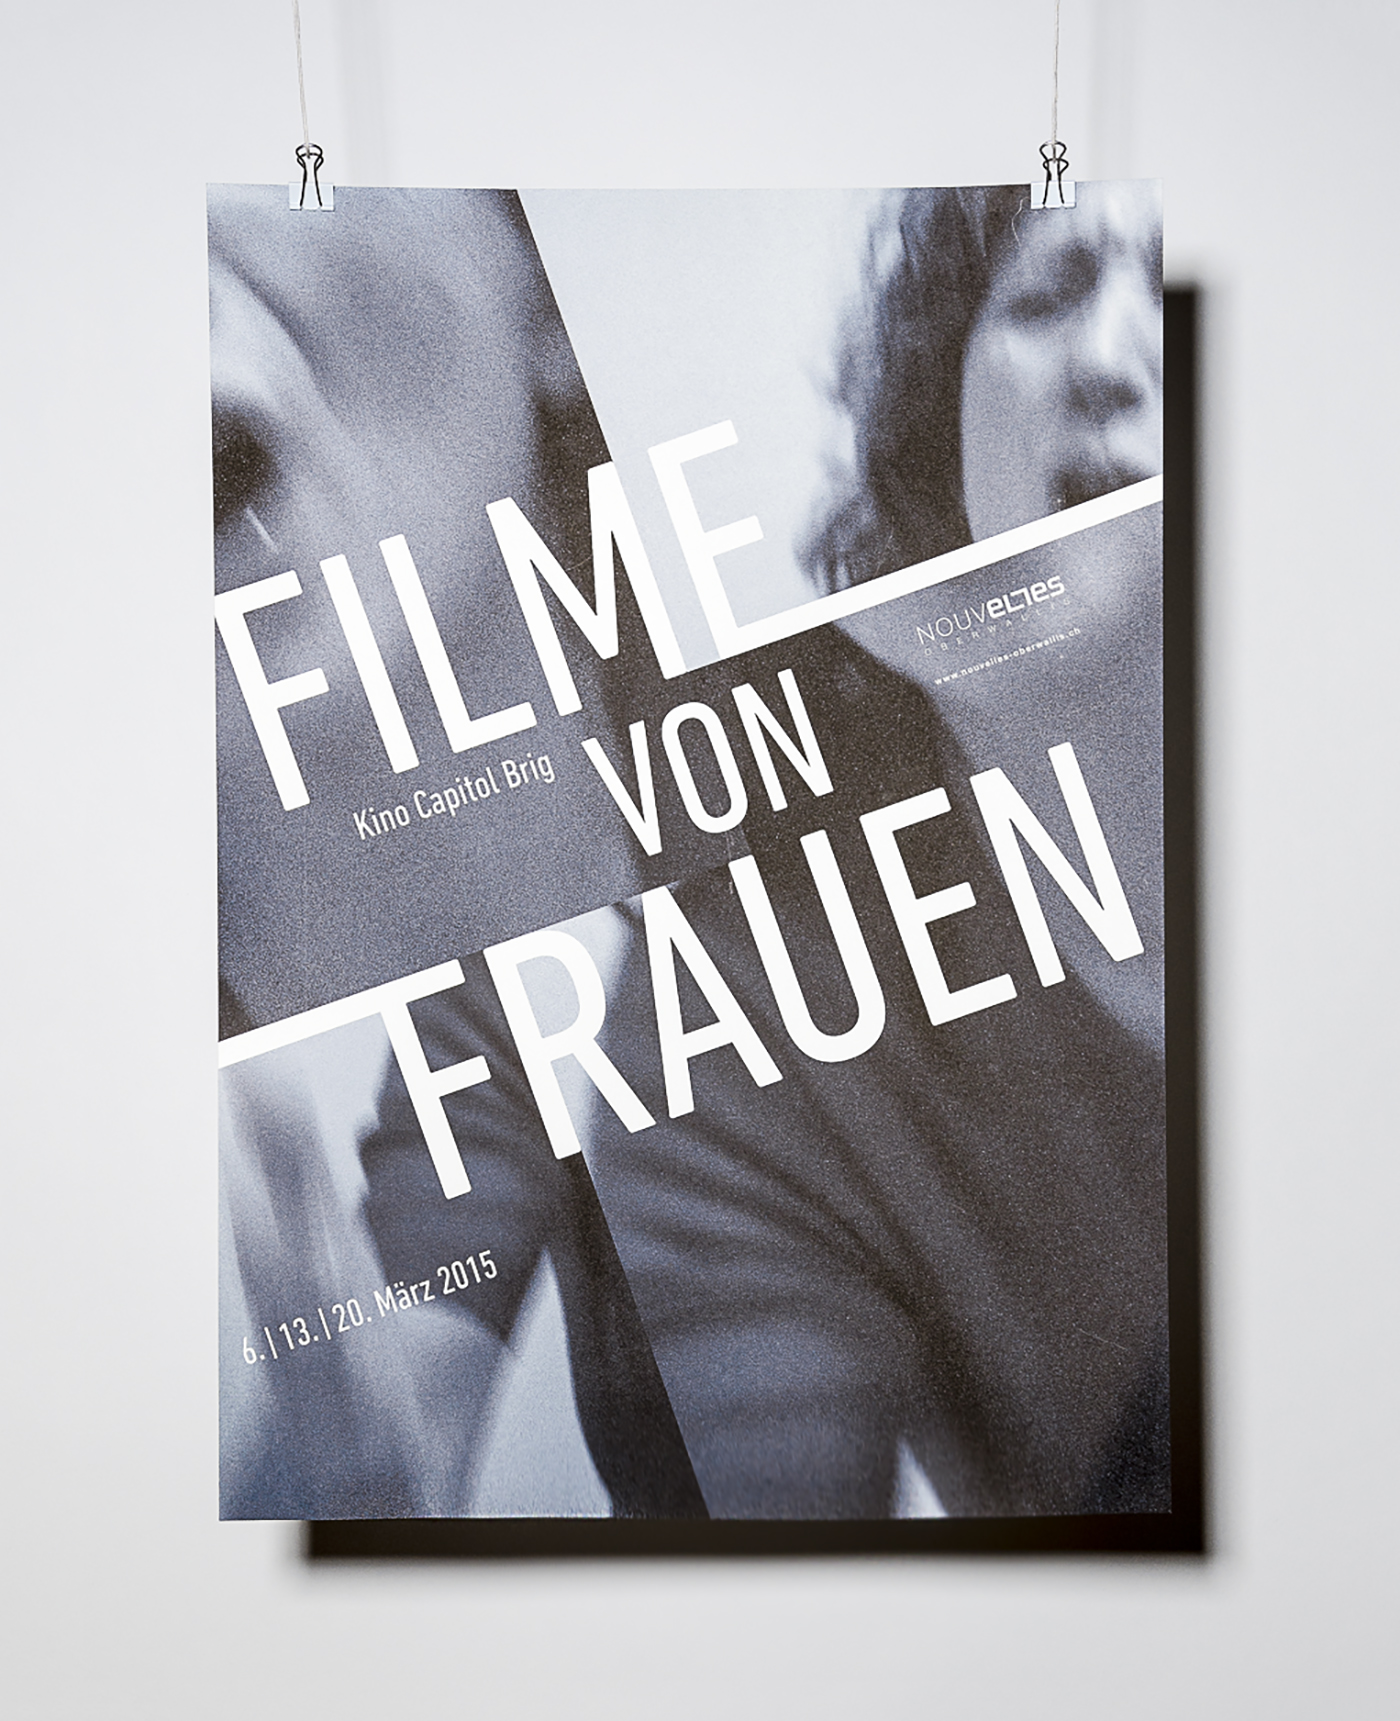 FILME
NOUVELLES
OBERWALLIS
www.nouvelles-oberwallis.ch
VON
Kino Capitol Brig
FRAUEN
6. | 13. | 20. März 2015